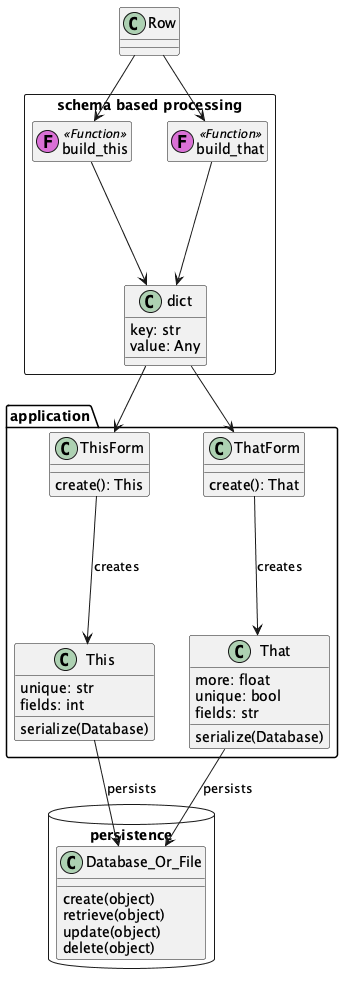 C Row
schema based processing
F «Function»
build_this
F «Function»
build_that
C dict
key: str
value: Any
application
C ThisForm
create(): This
C ThatForm
create(): That
creates
creates
C This
unique: str
fields: int
serialize(Database)
C That
more: float
unique: bool
fields: str
serialize(Database)
persists
persists
persistence
C Database_Or_File
create(object)
retrieve(object)
update(object)
delete(object)